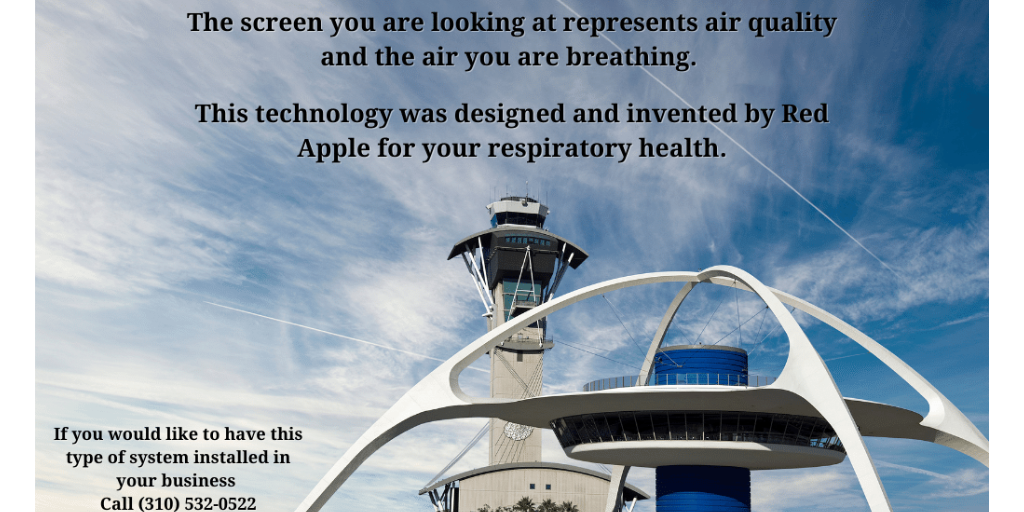 The screen you are looking at represents air quality
and the air you are breathing.
This technology was designed and invented by Red
Apple for your respiratory health.
If you would like to have this
type of system installed in
your business
Call (310) 532-0522